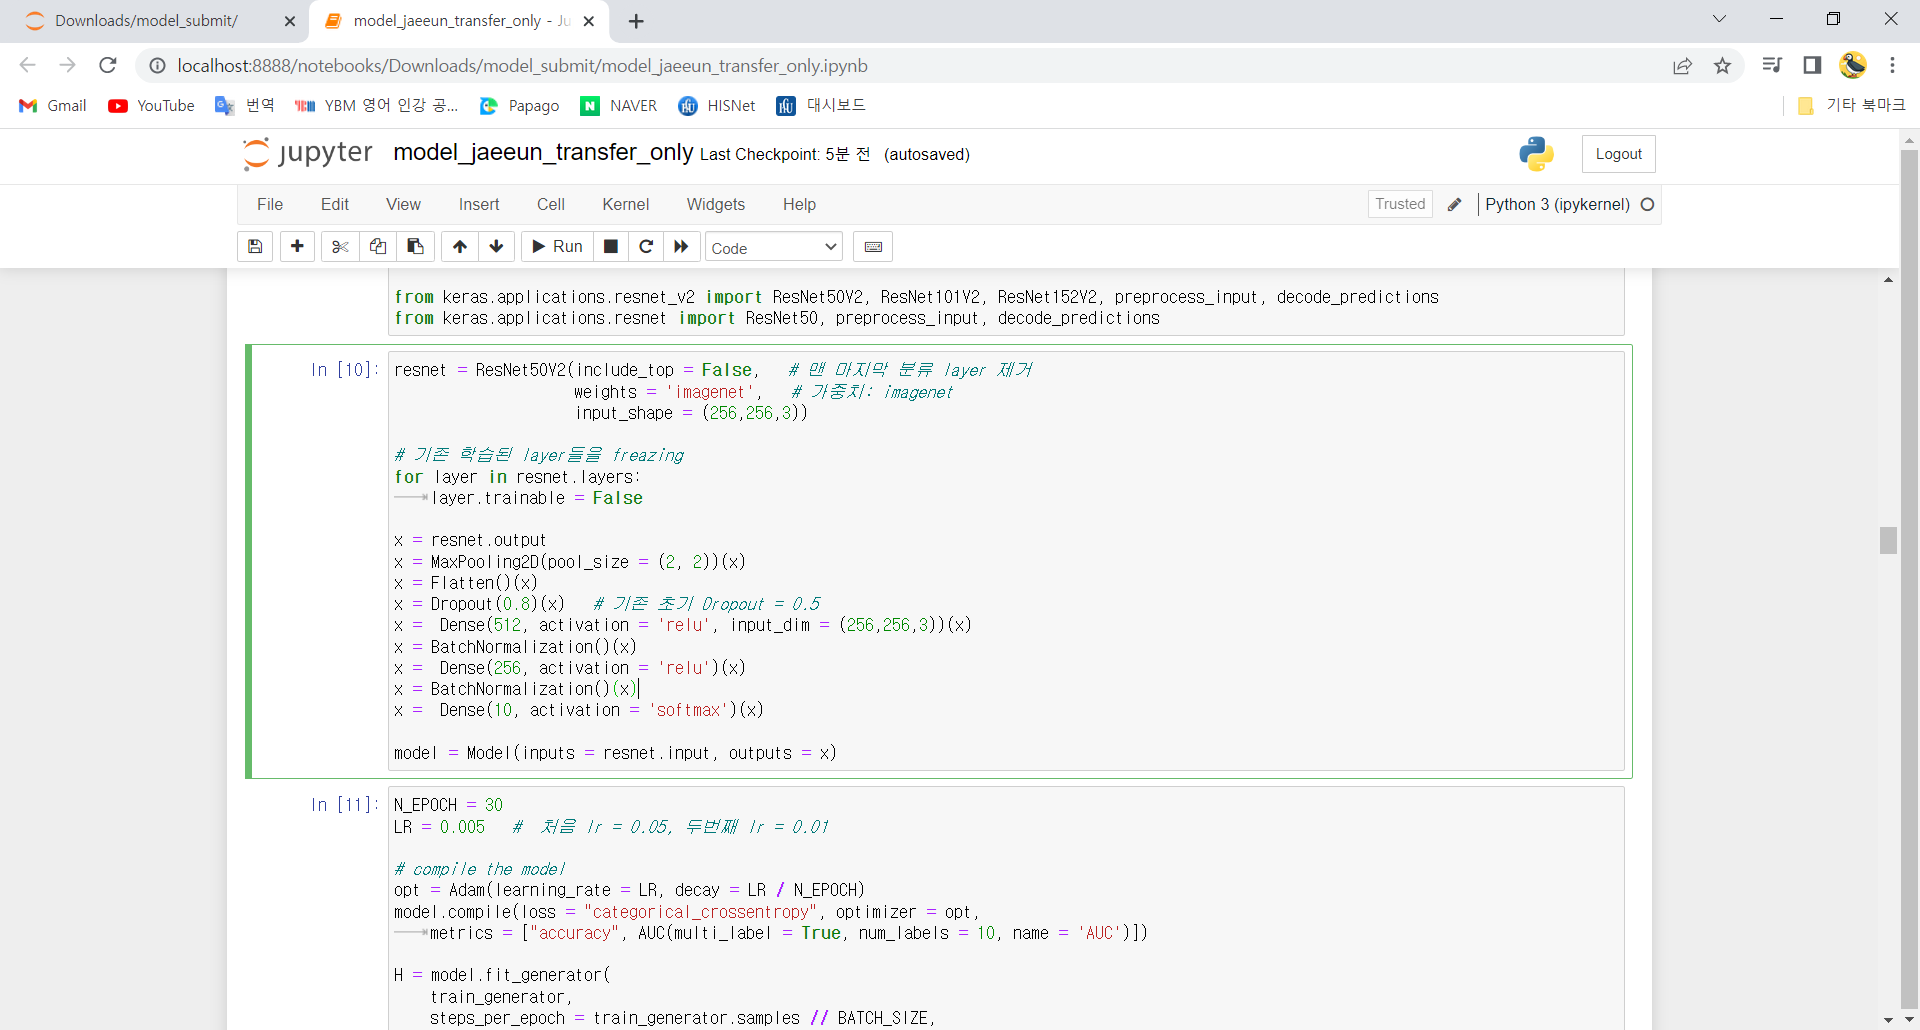 Downloads/model_submit/
model_jaeeun_transfer_only - Ju
localhost:8888/notebooks/Downloads/model_submit/model_jaeeun_transfer_only.ipynb
Gmail YouTube 번역 YBM 영어 인강 공... Papago NAVER HISNet 대시보드 기타 북마크
jupyter model_jaeeun_transfer_only Last Checkpoint: 5분 전 (autosaved) Logout
File Edit View Insert Cell Kernel Widgets Help Trusted Python 3 (ipykernel)
Run Code
from keras.applications.resnet_v2 import ResNet50V2, ResNet101V2, ResNet152V2, preprocess_input, decode_predictions
from keras.applications.resnet import ResNet50, preprocess_input, decode_predictions
In [10]: resnet = ResNet50V2(include_top = False, # 맨 마지막 분류 layer 제거
weights = 'imagenet', # 가중치: imagenet
input_shape = (256,256,3))
# 기존 학습된 layer들을 freazing
for layer in resnet.layers:
layer.trainable = False
x = resnet.output
x = MaxPooling2D(pool_size = (2, 2))(x)
x = Flatten()(x)
x = Dropout(0.8)(x) # 기존 초기 Dropout = 0.5
x = Dense(512, activation = 'relu', input_dim = (256,256,3))(x)
x = BatchNormalization()(x)
x = Dense(256, activation = 'relu')(x)
x = BatchNormalization()(x)
x = Dense(10, activation = 'softmax')(x)
model = Model(inputs = resnet.input, outputs = x)
In [11]: N_EPOCH = 30
LR = 0.005 # 처음 lr = 0.05, 두번째 lr = 0.01
# compile the model
opt = Adam(learning_rate = LR, decay = LR / N_EPOCH)
model.compile(loss = "categorical_crossentropy", optimizer = opt,
metrics = ["accuracy", AUC(multi_label = True, num_labels = 10, name = 'AUC')])
H = model.fit_generator(
train_generator,
steps_per_epoch = train_generator.samples // BATCH_SIZE,